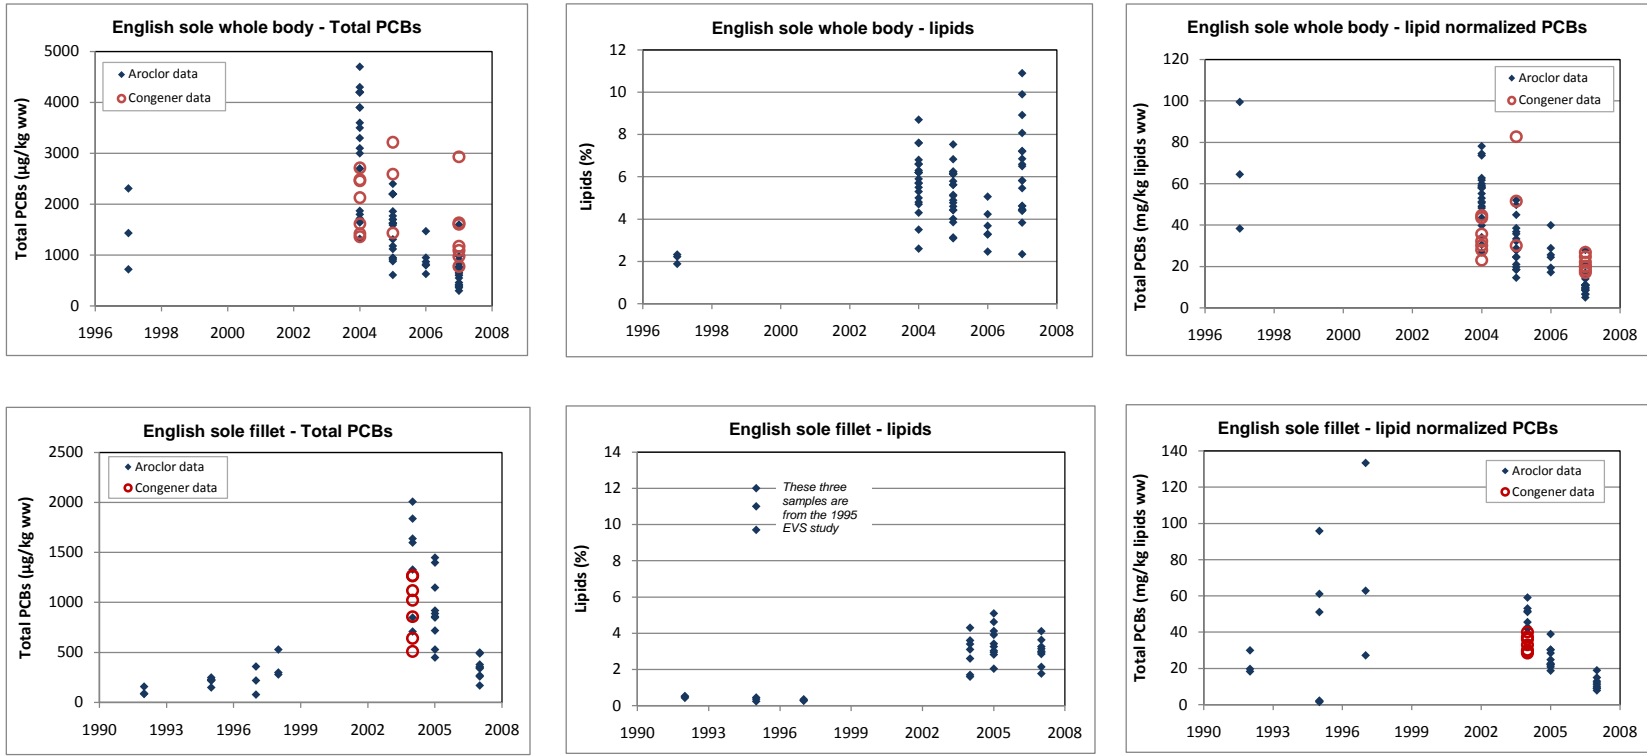 English sole whole body - Total PCBs
Total PCBs (µg/kg ww)
5000
4000
3000
2000
1000
0
Aroclor data
Congener data
1996 1998 2000 2002 2004 2006 2008
English sole whole body - lipids
Lipids (%)
12
10
8
6
4
2
0
1996 1998 2000 2002 2004 2006 2008
English sole whole body - lipid normalized PCBs
Total PCBs (mg/kg lipids ww)
120
100
80
60
40
20
0
Aroclor data
Congener data
1996 1998 2000 2002 2004 2006 2008
English sole fillet - Total PCBs
Total PCBs (µg/kg ww)
2500
2000
1500
1000
500
0
Aroclor data
Congener data
1990 1993 1996 1999 2002 2005 2008
English sole fillet - lipids
Lipids (%)
14
12
10
8
6
4
2
0
These three
samples are
from the 1995
EVS study
1990 1993 1996 1999 2002 2005 2008
English sole fillet - lipid normalized PCBs
Total PCBs (mg/kg lipids ww)
140
120
100
80
60
40
20
0
Aroclor data
Congener data
1990 1993 1996 1999 2002 2005 2008